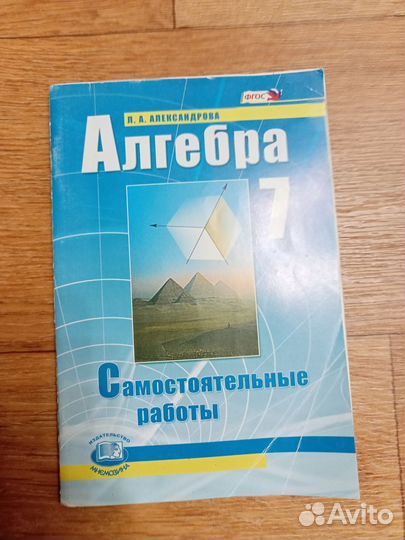 ФГОС
Л. А. АЛЕКСАНДРОВА
Алгебра
7
Самостоятельные
работы
ИЗДАТЕЛЬСТВО
МНЕМОЗИНА
Avito